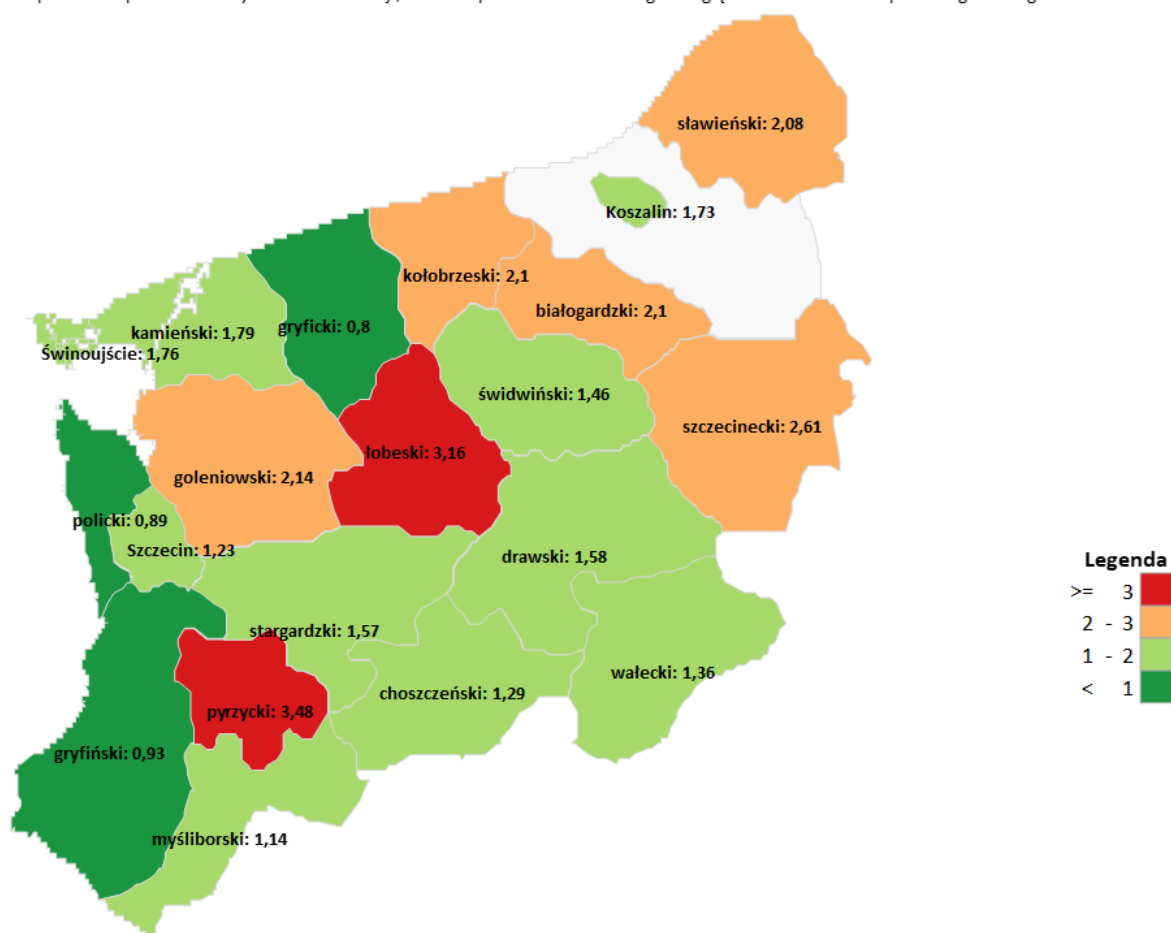 sławieński: 2,08
Koszalin: 1,73
kołobrzeski: 2,1
białogardzki: 2,1
kamieński: 1,79
gryficki: 0,8
Świnoujście: 1,76
świdwiński: 1,46
szczecinecki: 2,61
łobeski: 3,16
goleniowski: 2,14
policki: 0,89
Szczecin: 1,23
drawski: 1,58
stargardzki: 1,57
wałecki: 1,36
choszczeński: 1,29
pyrzycki: 3,48
gryfiński: 0,93
myśliborski: 1,14
Legenda
>= 3
2 - 3
1 - 2
< 1